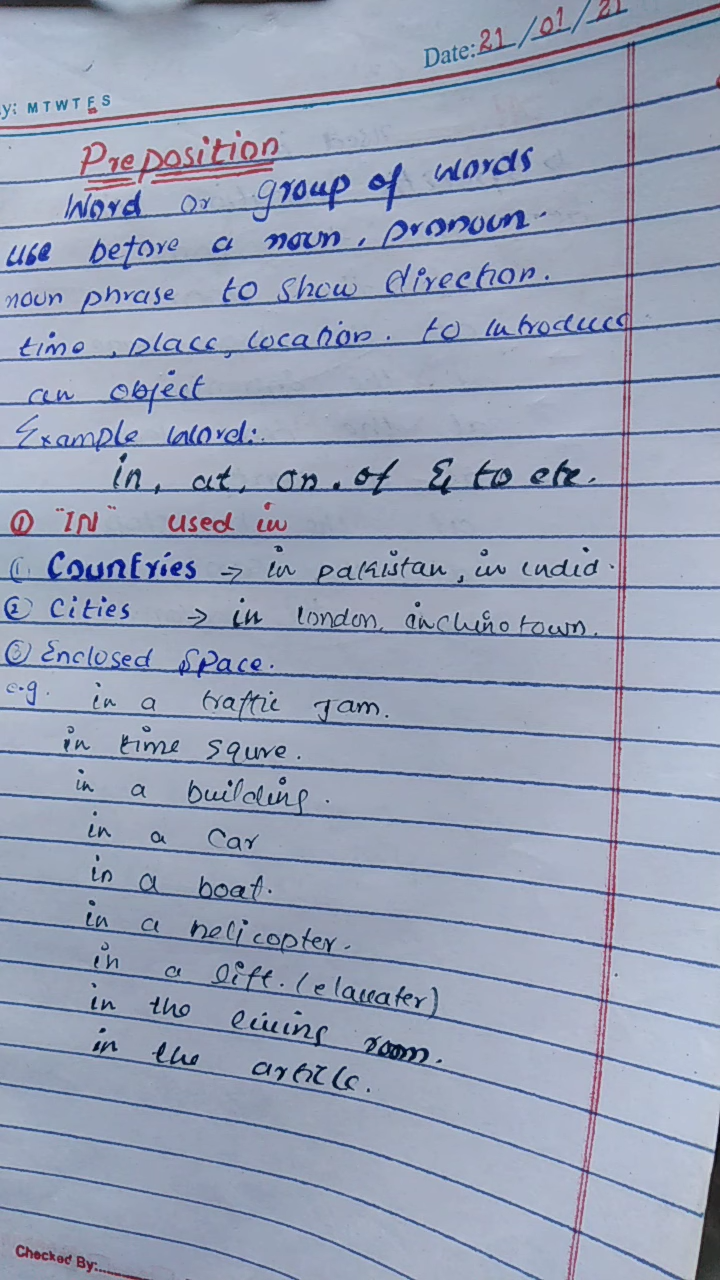 Date: 21/01/21
y: M T W T F S
Preposition
Word or group of words
use before a noun, pronoun.
noun phrase to show direction.
time, place, location. to introduce
an object
Example Word:.
in, at, on. of & to etc.
① "IN" used in
①. Countries → in pakistan, in india.
② Cities → in london, in chino town.
③ Enclosed Space.
e.g. in a traffic jam.
in time squre.
in a building.
in a car
in a boat.
in a helicopter.
in a lift. (elauater)
in the living room.
in the article.
Checked By: